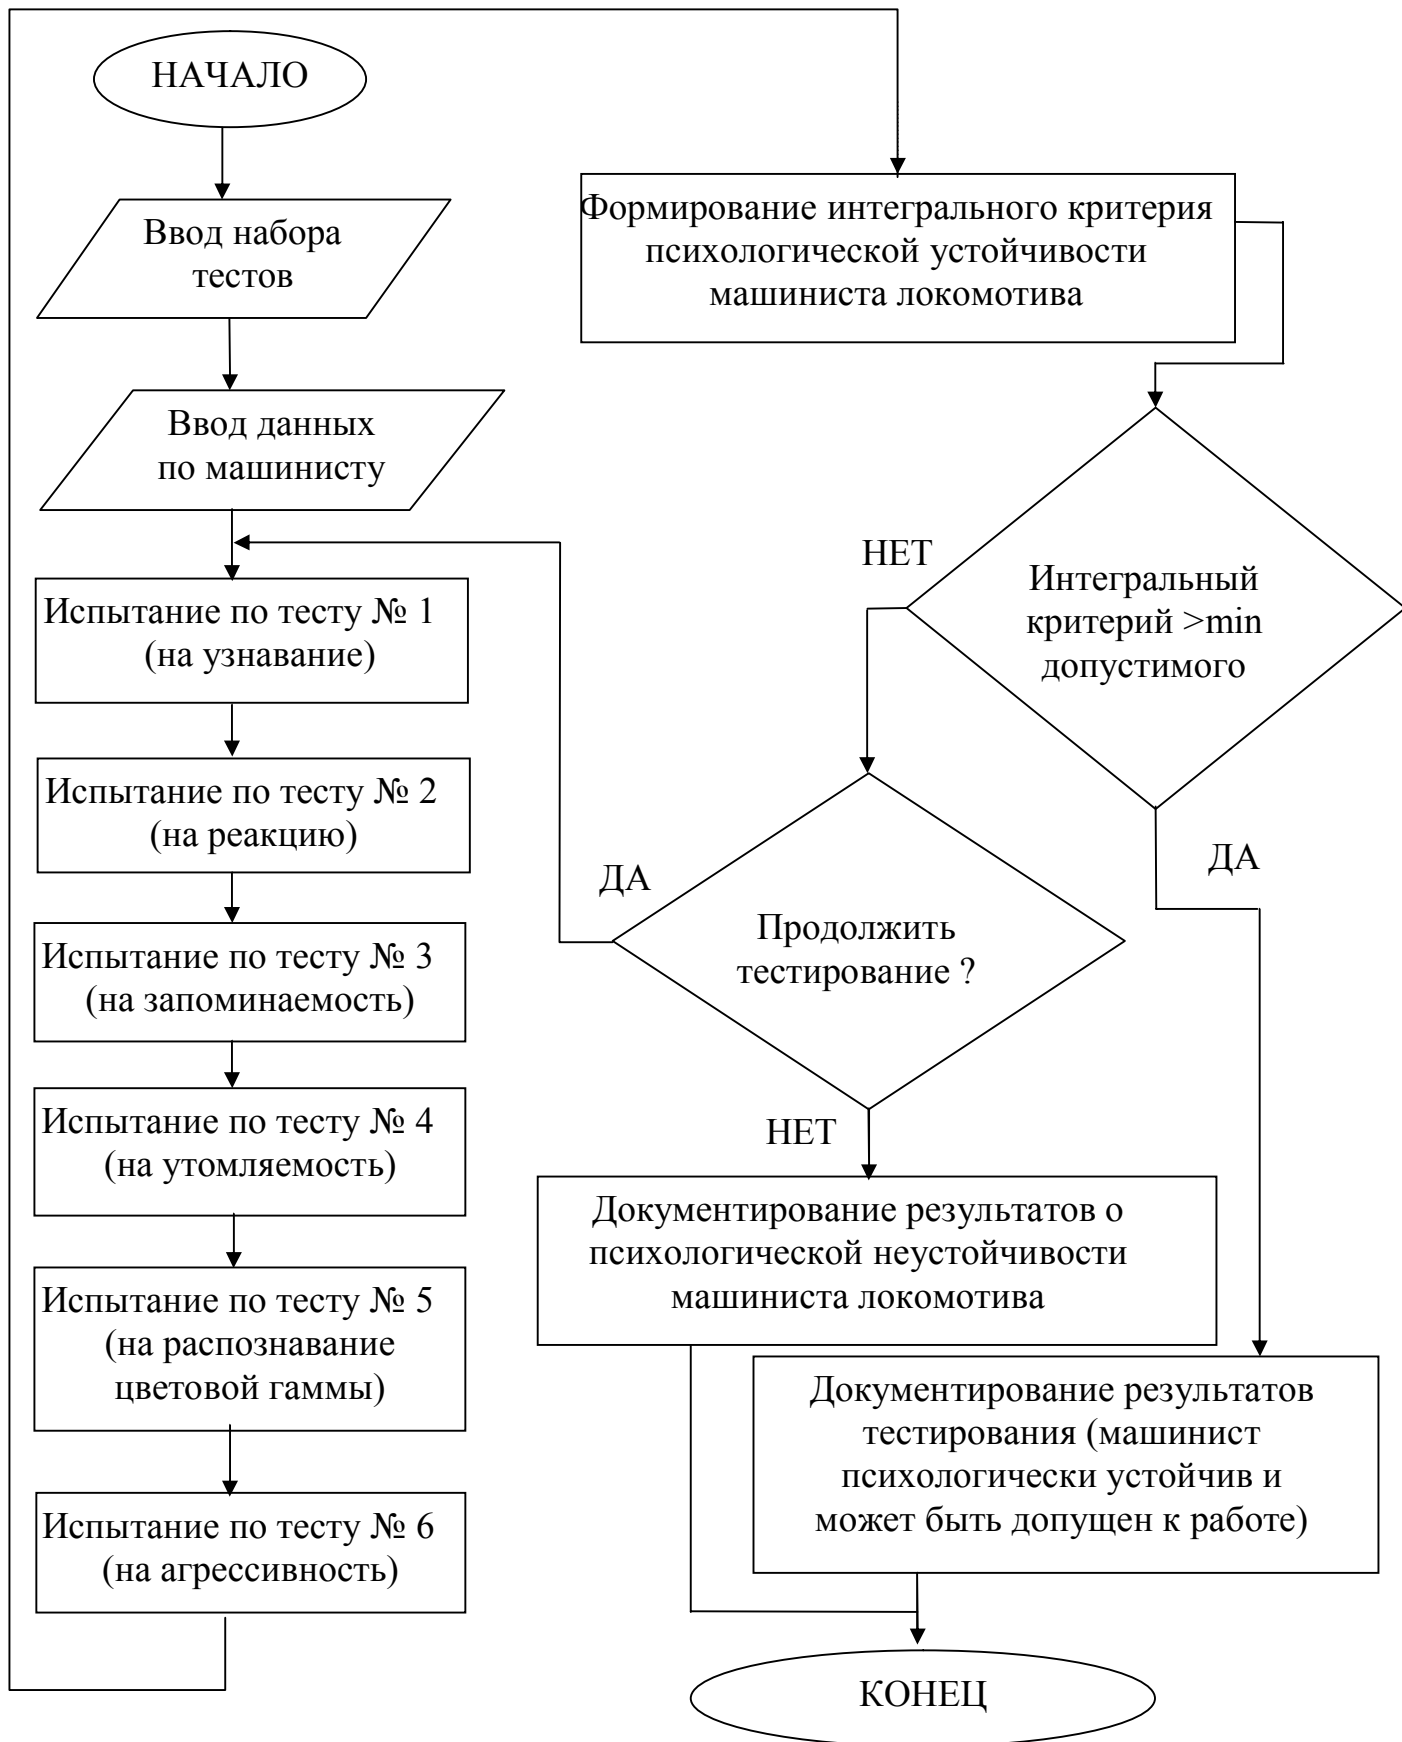 НАЧАЛО
Ввод набора
тестов
Ввод данных
по машинисту
Испытание по тесту № 1
(на узнавание)
Испытание по тесту № 2
(на реакцию)
Испытание по тесту № 3
(на запоминаемость)
Испытание по тесту № 4
(на утомляемость)
Испытание по тесту № 5
(на распознавание
цветовой гаммы)
Испытание по тесту № 6
(на агрессивность)
Формирование интегрального критерия
психологической устойчивости
машиниста локомотива
НЕТ
Интегральный
критерий >min
допустимого
ДА
ДА
Продолжить
тестирование ?
НЕТ
Документирование результатов о
психологической неустойчивости
машиниста локомотива
Документирование результатов
тестирования (машинист
психологически устойчив и
может быть допущен к работе)
КОНЕЦ